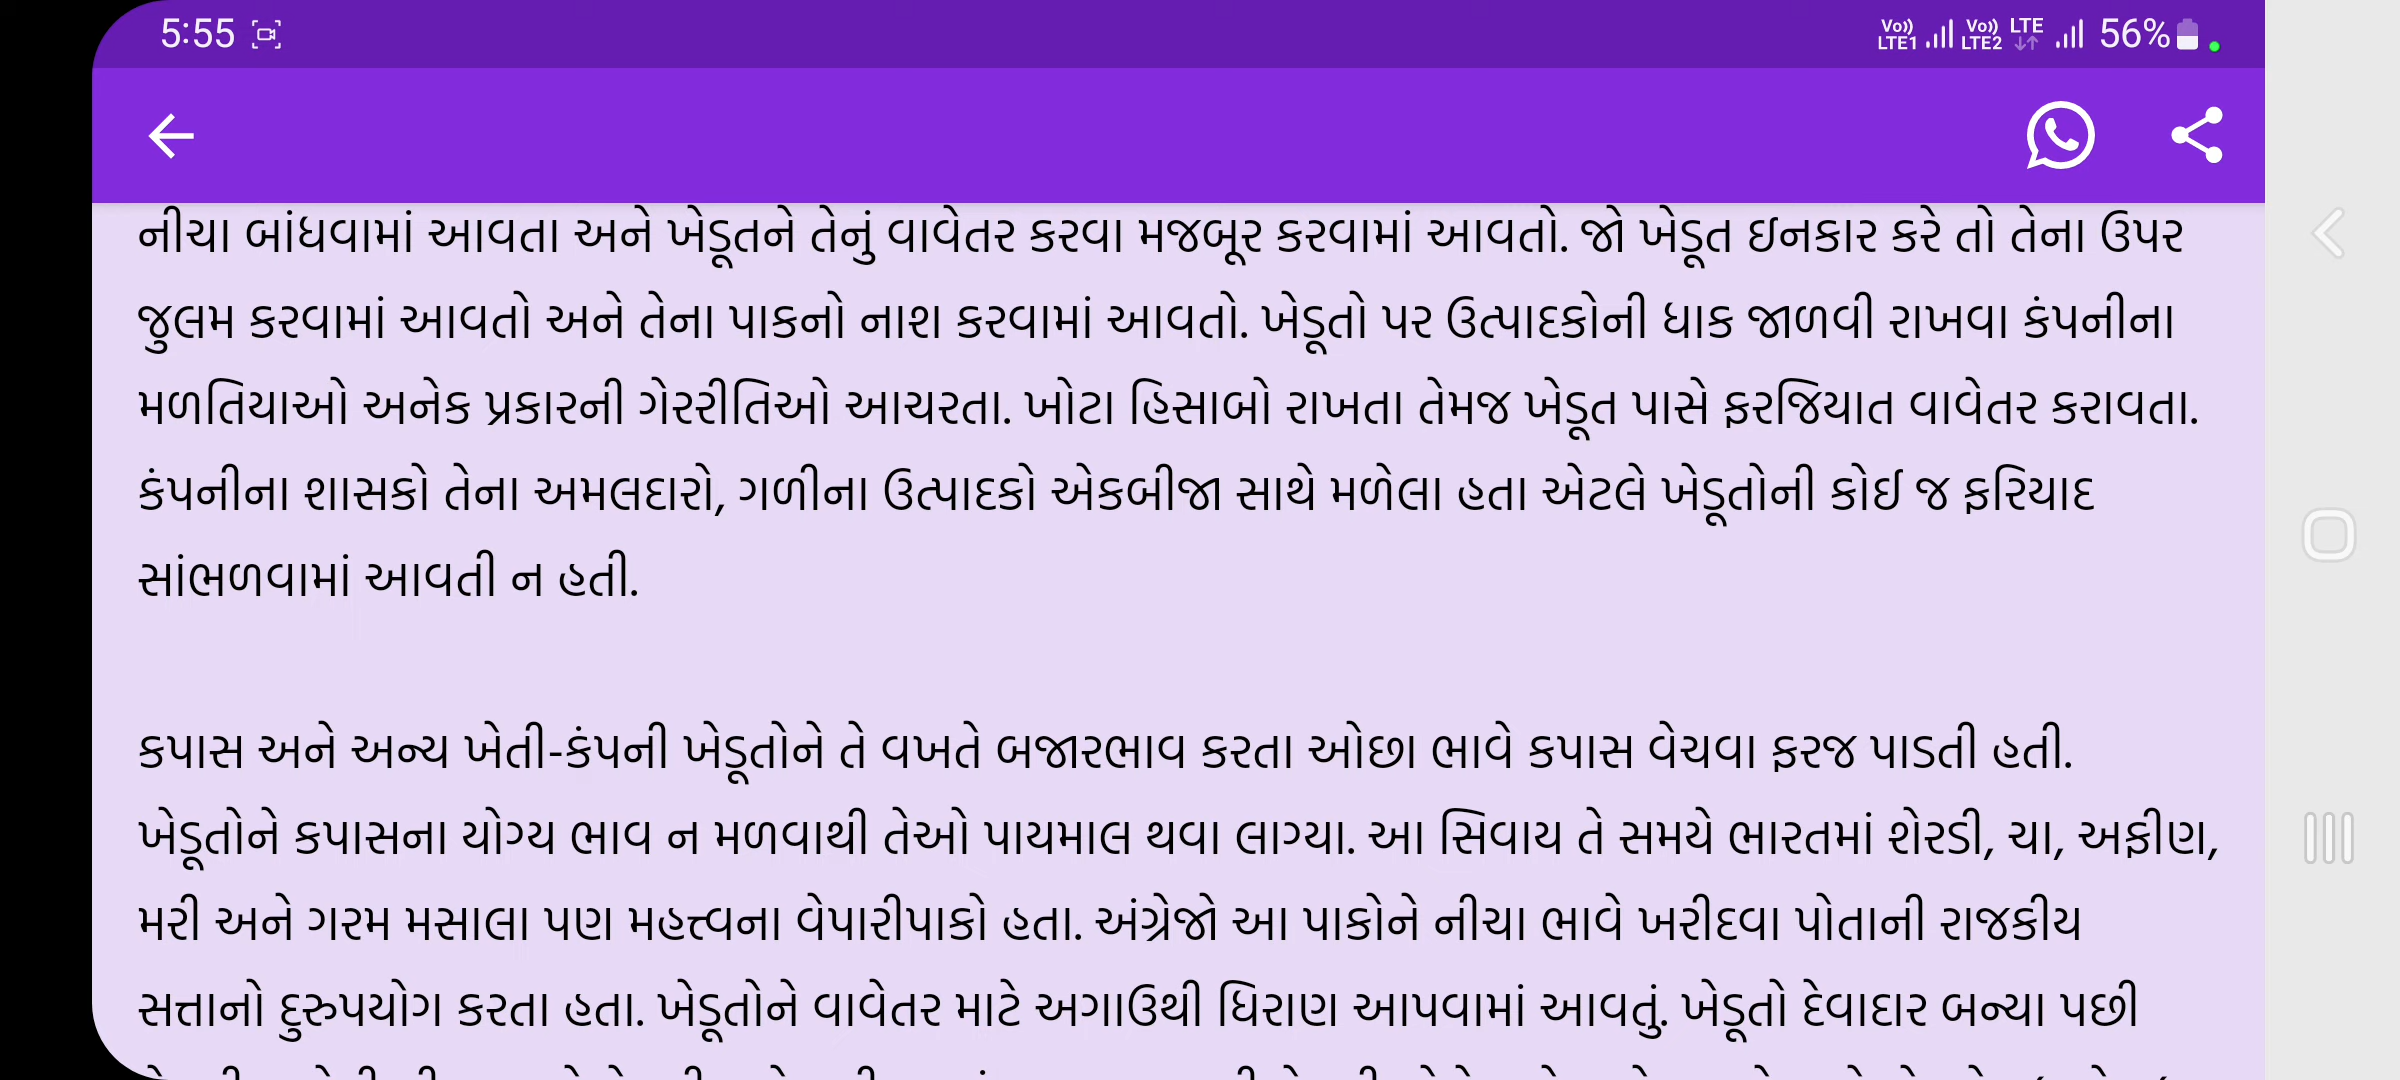 5:55
Vo)) LTE1 Vo)) LTE2 LTE 56%
નીચા બાંધવામાં આવતા અને ખેડૂતને તેનું વાવેતર કરવા મજબૂર કરવામાં આવતો. જો ખેડૂત ઇનકાર કરે તો તેના ઉપર
જુલમ કરવામાં આવતો અને તેના પાકનો નાશ કરવામાં આવતો. ખેડૂતો પર ઉત્પાદકોની ધાક જાળવી રાખવા કંપનીના
મળતિયાઓ અનેક પ્રકારની ગેરરીતિઓ આચરતા. ખોટા હિસાબો રાખતા તેમજ ખેડૂત પાસે ફરજિયાત વાવેતર કરાવતા.
કંપનીના શાસકો તેના અમલદારો, ગળીના ઉત્પાદકો એકબીજા સાથે મળેલા હતા એટલે ખેડૂતોની કોઈ જ ફરિયાદ
સાંભળવામાં આવતી ન હતી.
કપાસ અને અન્ય ખેતી-કંપની ખેડૂતોને તે વખતે બજારભાવ કરતા ઓછા ભાવે કપાસ વેચવા ફરજ પાડતી હતી.
ખેડૂતોને કપાસના યોગ્ય ભાવ ન મળવાથી તેઓ પાયમાલ થવા લાગ્યા. આ સિવાય તે સમયે ભારતમાં શેરડી, ચા, અફીણ,
મરી અને ગરમ મસાલા પણ મહત્ત્વના વેપારીપાકો હતા. અંગ્રેજો આ પાકોને નીચા ભાવે ખરીદવા પોતાની રાજકીય
સત્તાનો દુરુપયોગ કરતા હતા. ખેડૂતોને વાવેતર માટે અગાઉથી ધિરાણ આપવામાં આવતું. ખેડૂતો દેવાદાર બન્યા પછી